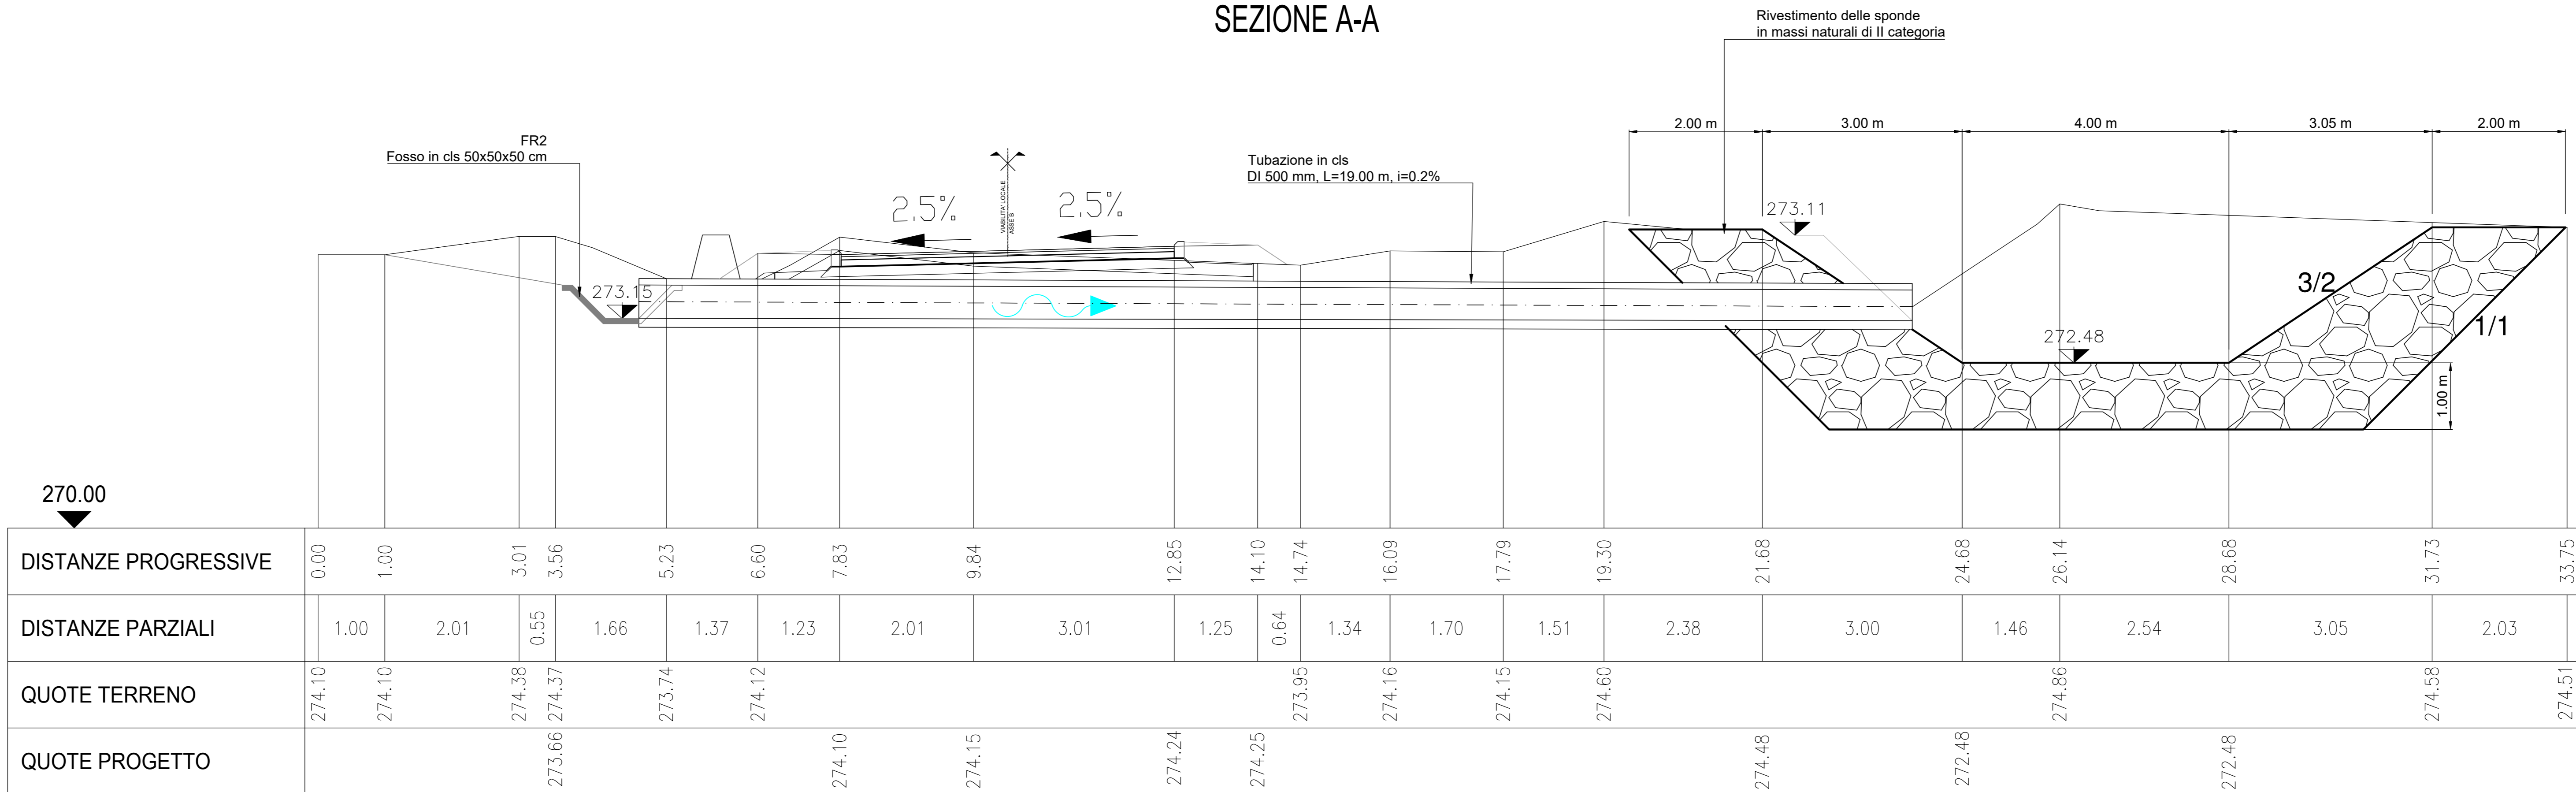 SEZIONE A-A
Rivestimento delle sponde
in massi naturali di II categoria
2.00 m
3.00 m
4.00 m
3.05 m
2.00 m
FR2
Fosso in cls 50x50x50 cm
VIABILITA' LOCALE
ASSE B
Tubazione in cls
DI 500 mm, L=19.00 m, i=0.2%
2.5%
2.5%
273.11
273.15
3/2
1/1
272.48
1.00 m
270.00
DISTANZE PROGRESSIVE 0.00 1.00 3.01 3.56 5.23 6.60 7.83 9.84 12.85 14.10 14.74 16.09 17.79 19.30 21.68 24.68 26.14 28.68 31.73 33.75
DISTANZE PARZIALI 1.00 2.01 0.55 1.66 1.37 1.23 2.01 3.01 1.25 0.64 1.34 1.70 1.51 2.38 3.00 1.46 2.54 3.05 2.03
QUOTE TERRENO 274.10 274.10 274.38 274.37 273.74 274.12 273.95 274.16 274.15 274.60 274.86 274.58 274.51
QUOTE PROGETTO 273.66 274.10 274.15 274.24 274.25 274.48 272.48 272.48